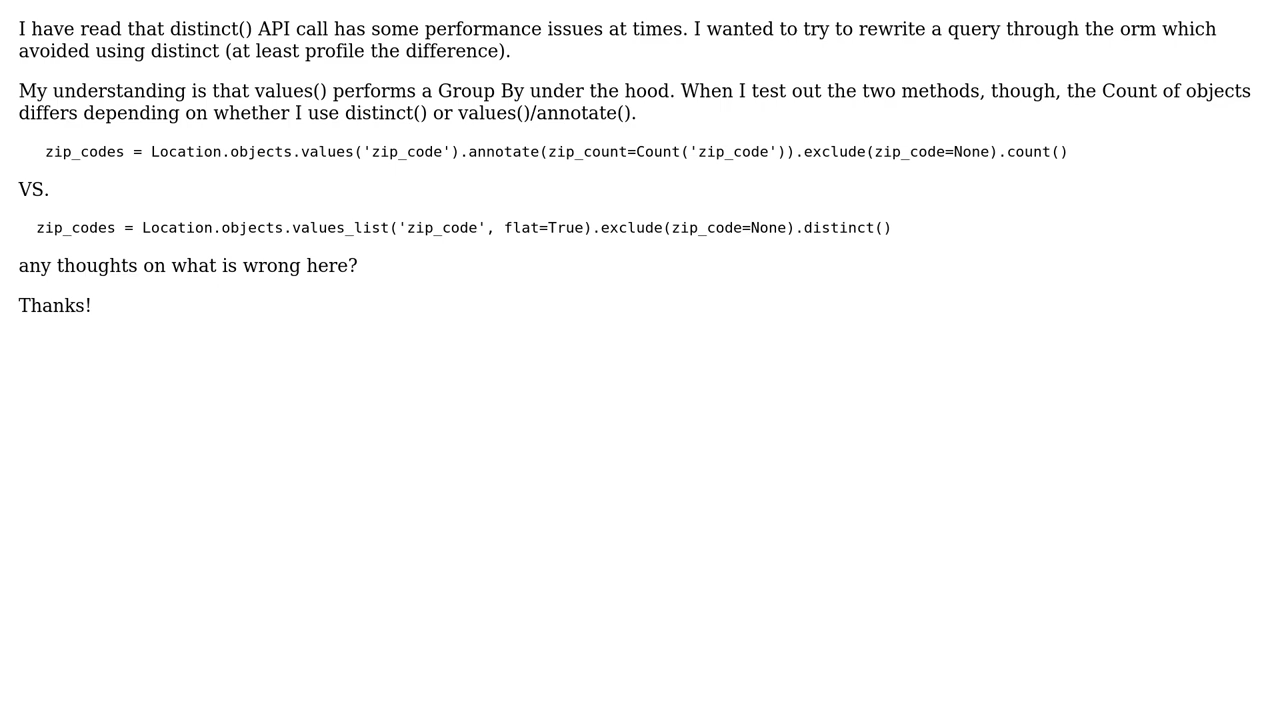 I have read that distinct() API call has some performance issues at times. I wanted to try to rewrite a query through the orm which
avoided using distinct (at least profile the difference).
My understanding is that values() performs a Group By under the hood. When I test out the two methods, though, the Count of objects
differs depending on whether I use distinct() or values()/annotate().
zip_codes = Location.objects.values('zip_code').annotate(zip_count=Count('zip_code')).exclude(zip_code=None).count()
VS.
zip_codes = Location.objects.values_list('zip_code', flat=True).exclude(zip_code=None).distinct()
any thoughts on what is wrong here?
Thanks!